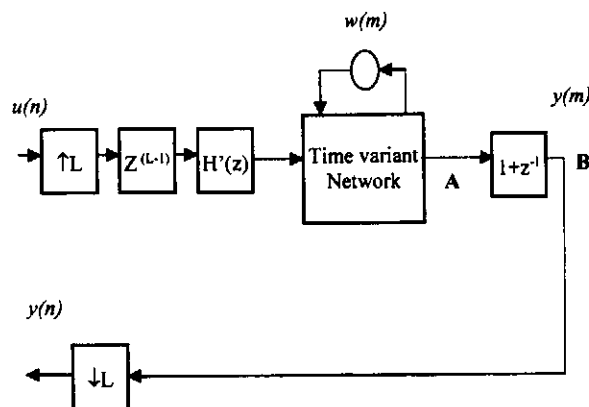 w(m)
u(n)
y(m)
↑L
Z(L-1)
H'(z)
Time variant
Network
A
1+z-1
B
y(n)
↓L